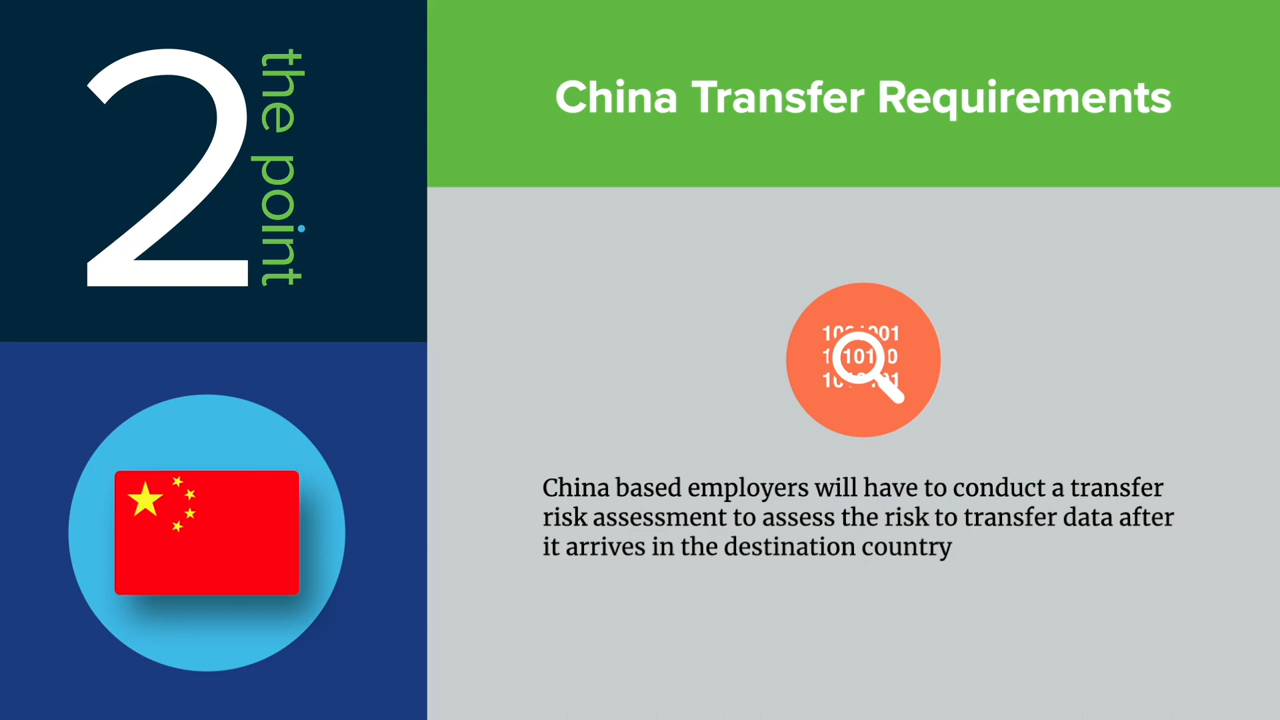 2
the point
China Transfer Requirements
China based employers will have to conduct a transfer
risk assessment to assess the risk to transfer data after
it arrives in the destination country